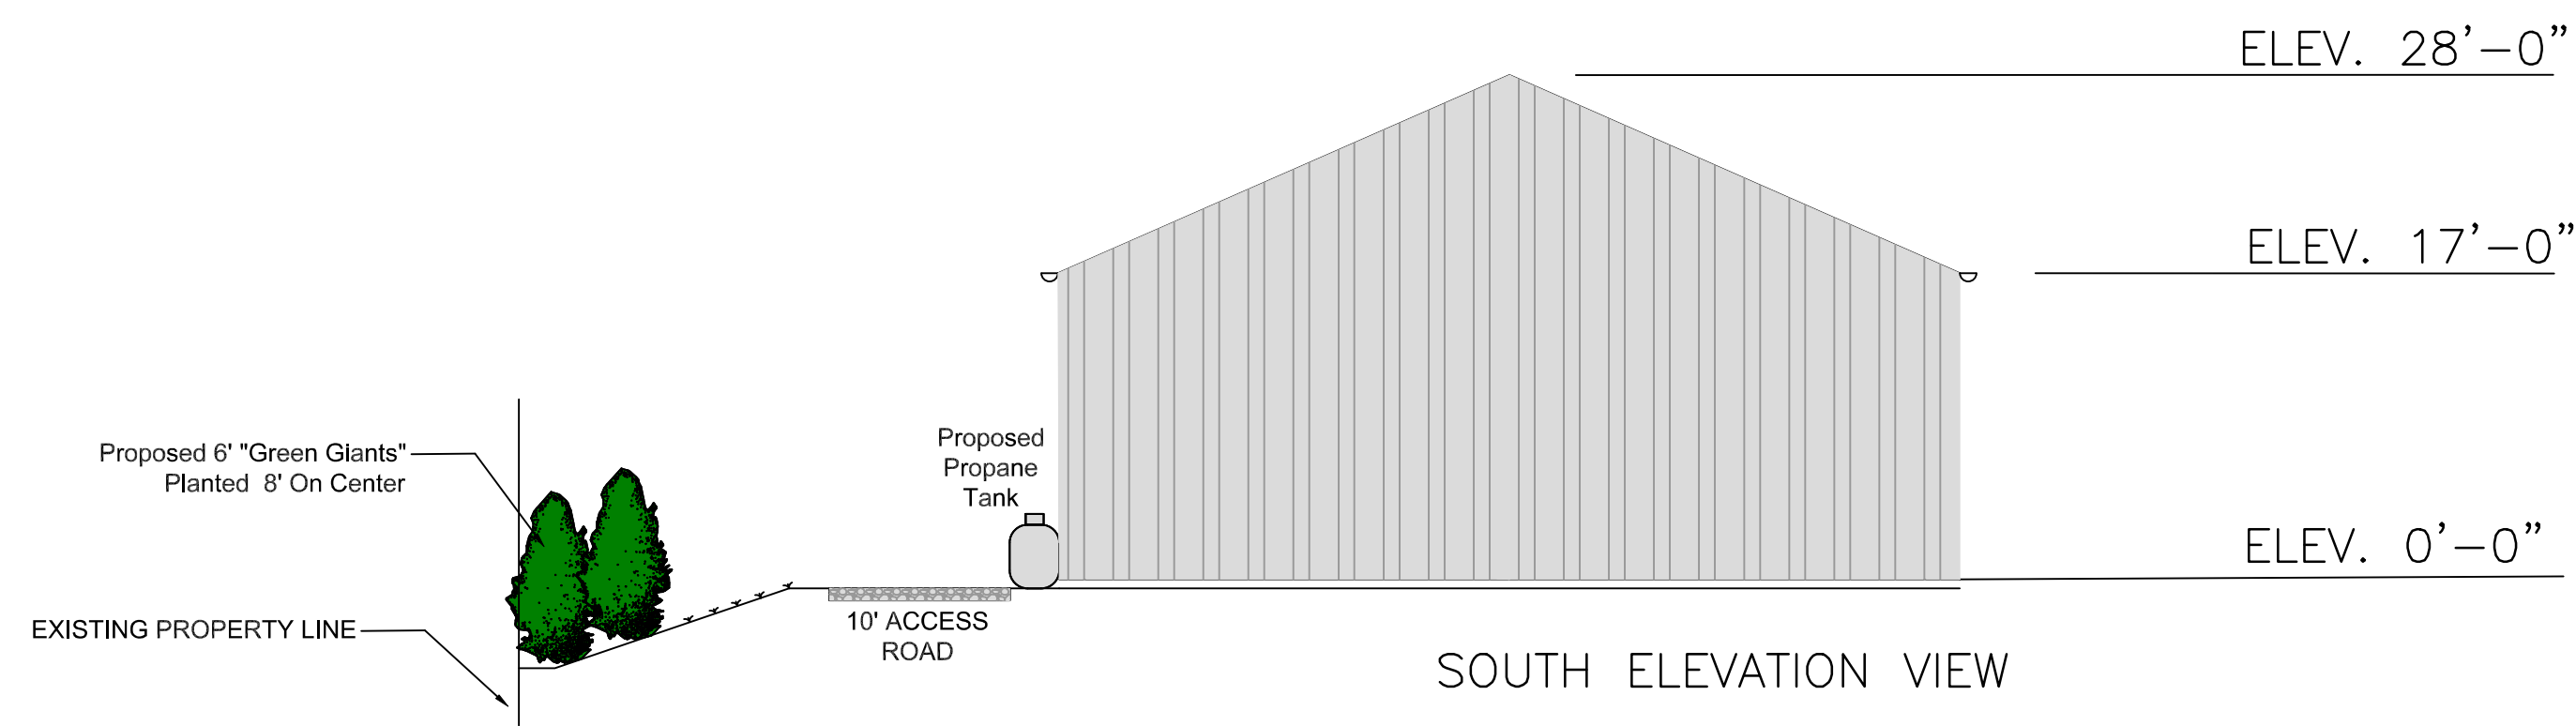 ELEV. 28'-0"
ELEV. 17'-0"
Proposed 6' "Green Giants"
Planted 8' On Center
Proposed
Propane
Tank
ELEV. 0'-0"
EXISTING PROPERTY LINE
10' ACCESS
ROAD
SOUTH ELEVATION VIEW